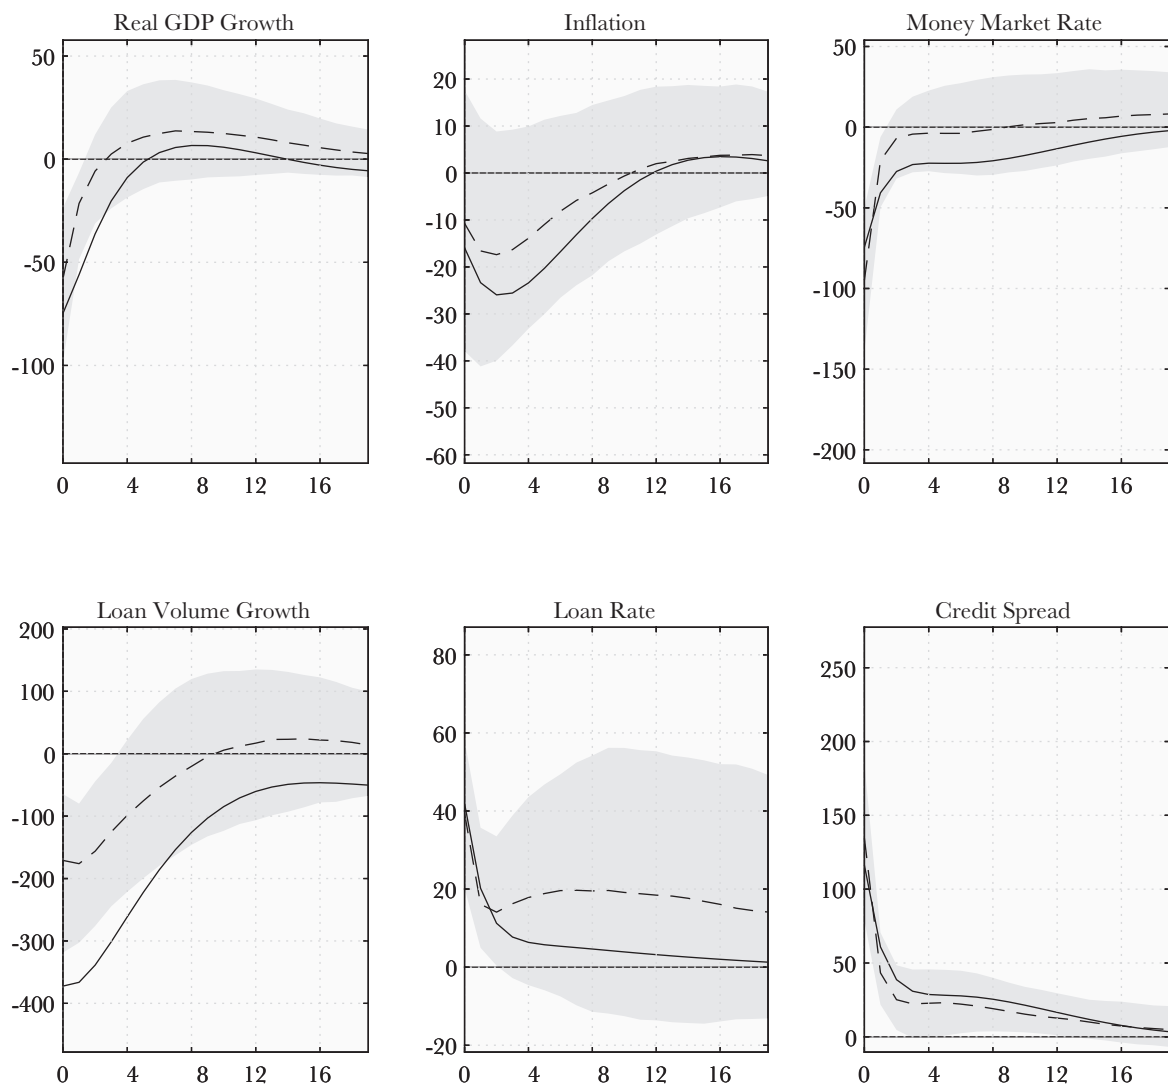 Real GDP Growth Inflation Money Market Rate
50 20 50
0 10 0
-50 0 -50
-100 -10 -100
-20 -150
-30 -200
-40
-50
-60
0 4 8 12 16 0 4 8 12 16 0 4 8 12 16
Loan Volume Growth Loan Rate Credit Spread
200 80 250
100 60 200
0 40 150
-100 20 100
-200 0 50
-300 -20 0
-400
0 4 8 12 16 0 4 8 12 16 0 4 8 12 16